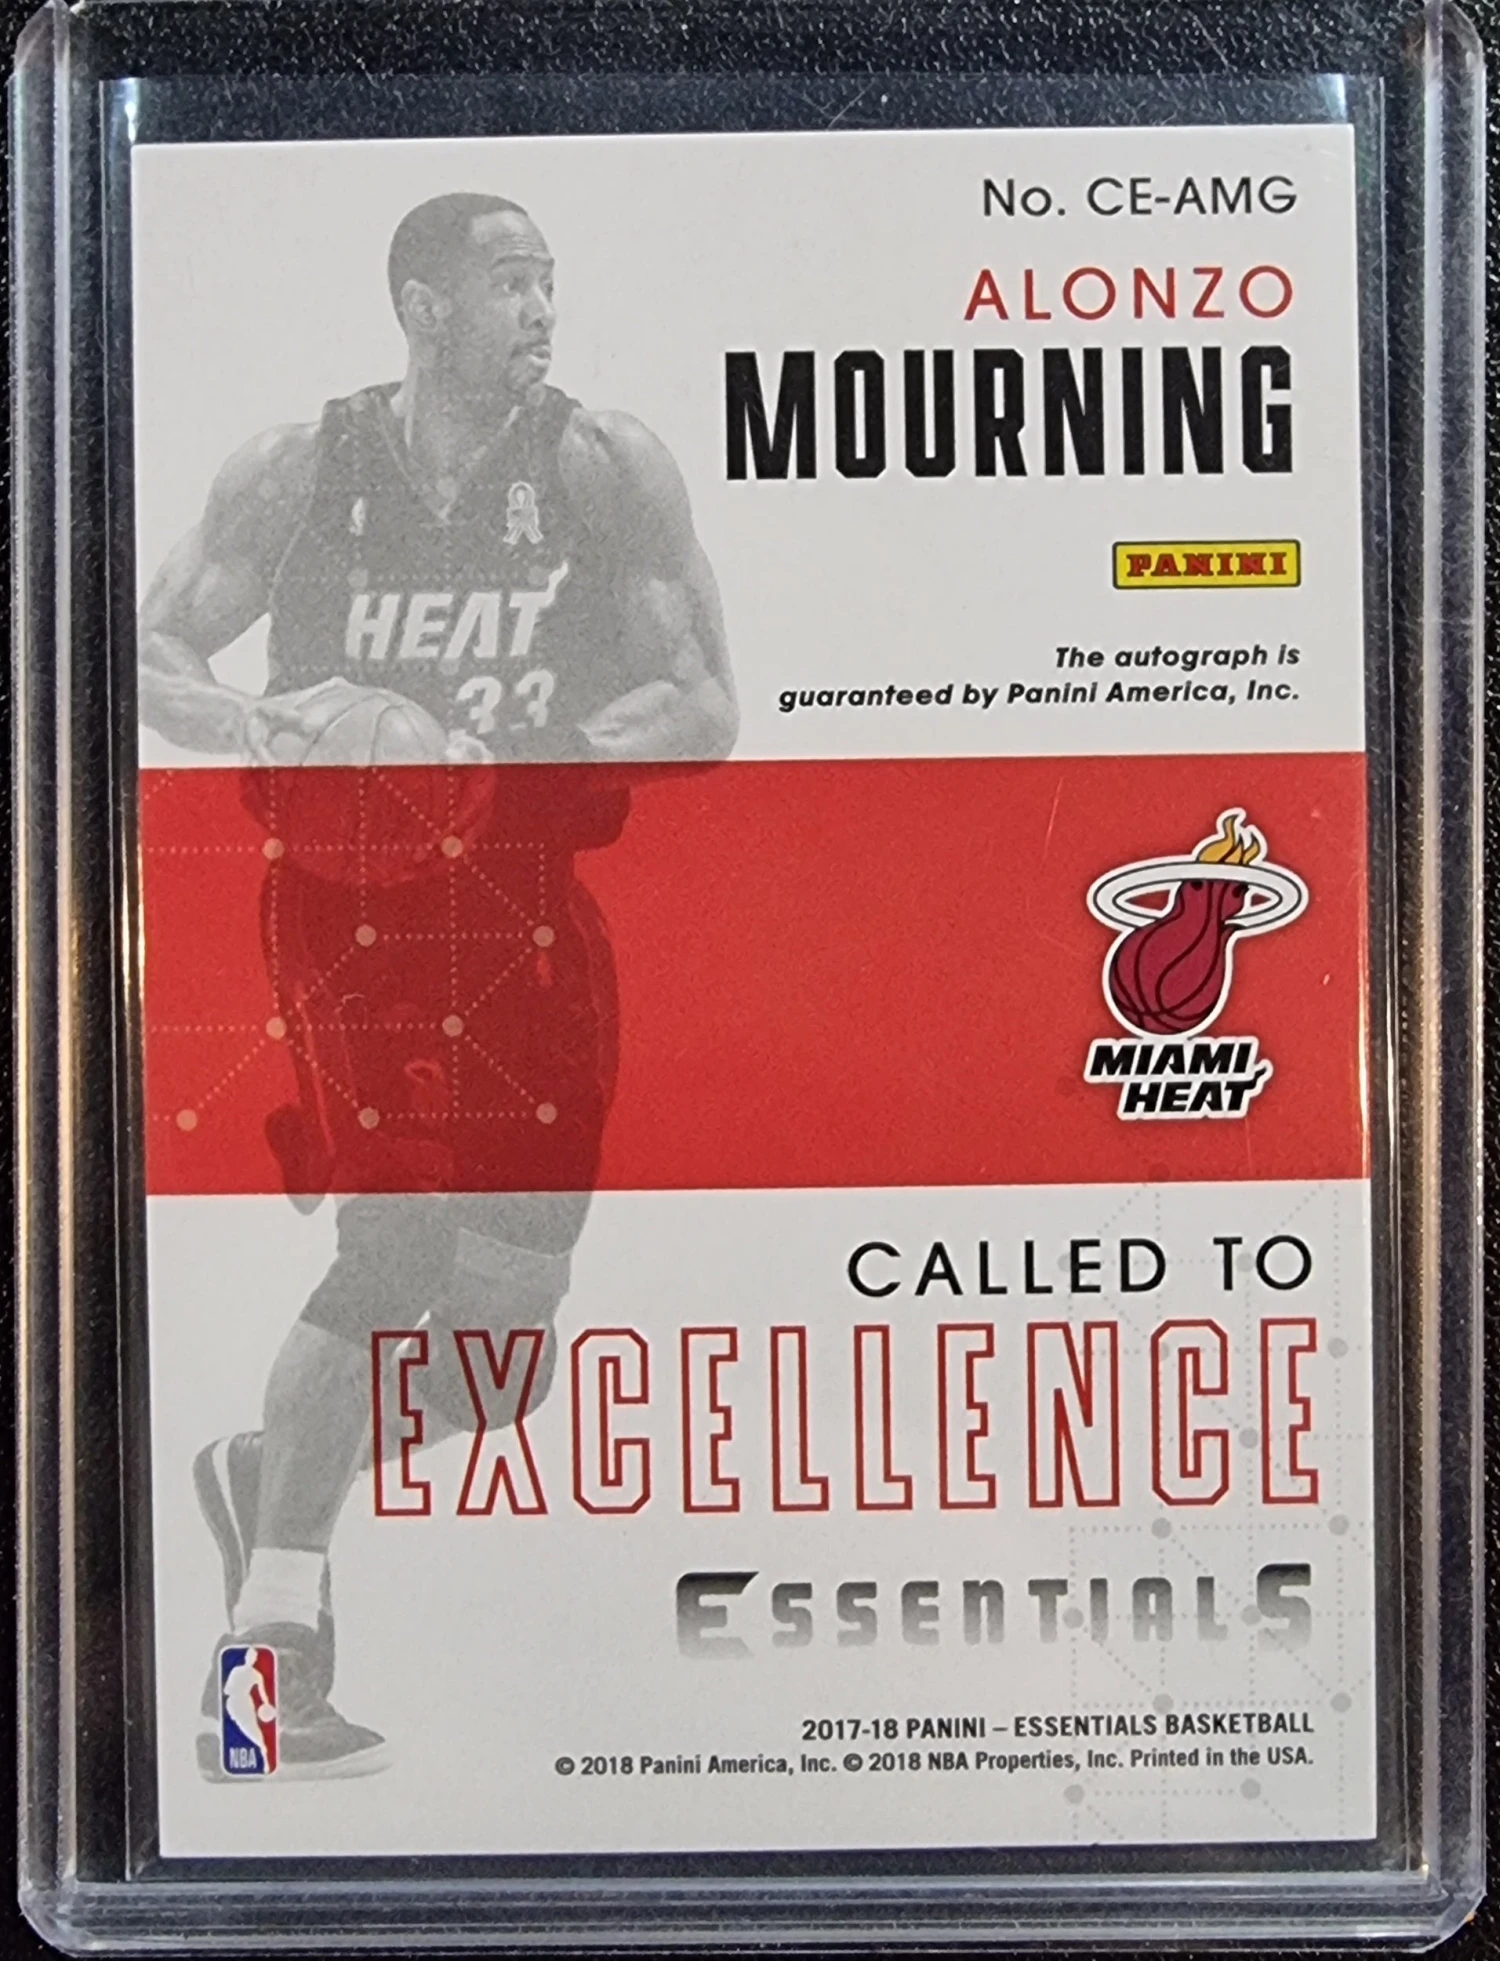 No. CE-AMG
ALONZO
MOURNING
PANINI
The autograph is
guaranteed by Panini America, Inc.
HEAT
33
MIAMI
HEAT
CALLED TO
EXCELLENCE
ESSENTIALS
NBA
2017-18 PANINI – ESSENTIALS BASKETBALL
© 2018 Panini America, Inc. © 2018 NBA Properties, Inc. Printed in the USA.